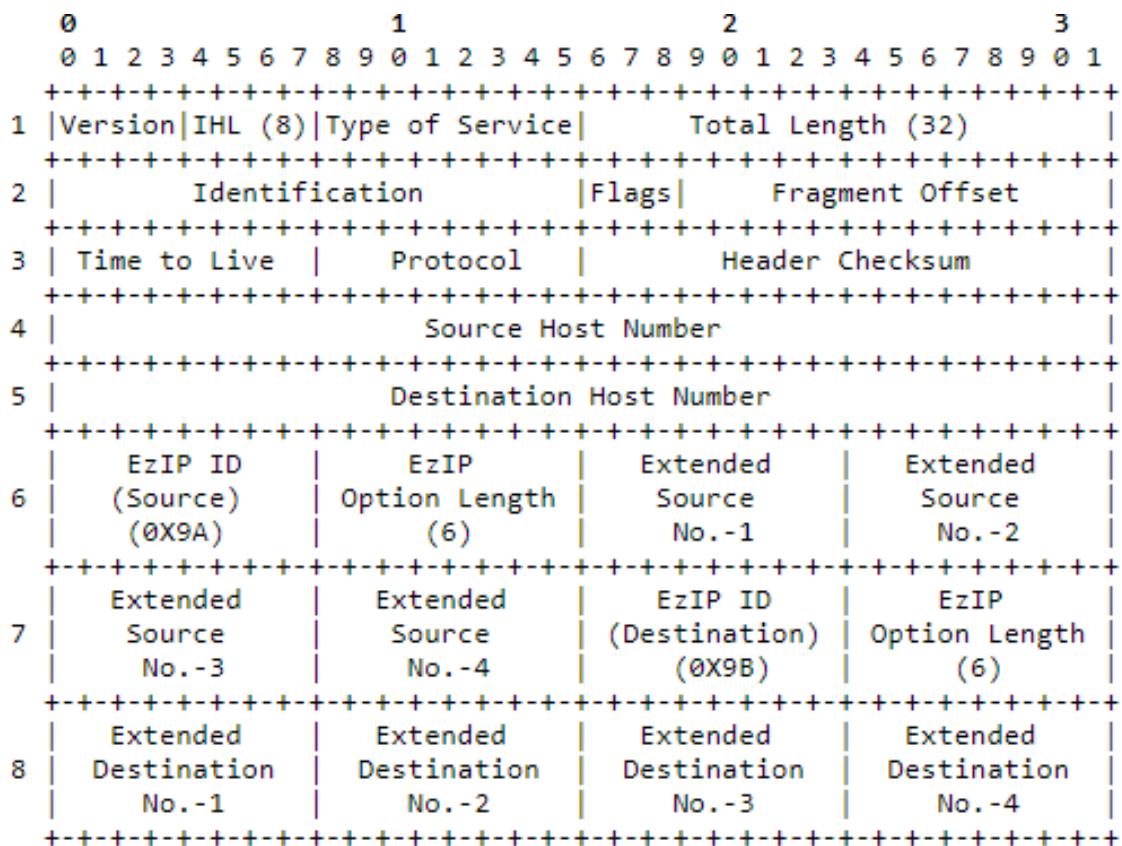 0                   1                   2                   3
0 1 2 3 4 5 6 7 8 9 0 1 2 3 4 5 6 7 8 9 0 1 2 3 4 5 6 7 8 9 0 1
+-+-+-+-+-+-+-+-+-+-+-+-+-+-+-+-+-+-+-+-+-+-+-+-+-+-+-+-+-+-+-+-+
1 |Version|IHL (8)|Type of Service|      Total Length (32)        |
+-+-+-+-+-+-+-+-+-+-+-+-+-+-+-+-+-+-+-+-+-+-+-+-+-+-+-+-+-+-+-+-+
2 |        Identification         |Flags|     Fragment Offset     |
+-+-+-+-+-+-+-+-+-+-+-+-+-+-+-+-+-+-+-+-+-+-+-+-+-+-+-+-+-+-+-+-+
3 | Time to Live  |    Protocol   |        Header Checksum        |
+-+-+-+-+-+-+-+-+-+-+-+-+-+-+-+-+-+-+-+-+-+-+-+-+-+-+-+-+-+-+-+-+
4 |                      Source Host Number                       |
+-+-+-+-+-+-+-+-+-+-+-+-+-+-+-+-+-+-+-+-+-+-+-+-+-+-+-+-+-+-+-+-+
5 |                    Destination Host Number                    |
+-+-+-+-+-+-+-+-+-+-+-+-+-+-+-+-+-+-+-+-+-+-+-+-+-+-+-+-+-+-+-+-+
|    EzIP ID    |     EzIP      |   Extended    |   Extended    |
6 |   (Source)    | Option Length |    Source     |    Source     |
|    (0X9A)     |      (6)      |     No.-1     |     No.-2     |
+-+-+-+-+-+-+-+-+-+-+-+-+-+-+-+-+-+-+-+-+-+-+-+-+-+-+-+-+-+-+-+-+
|   Extended    |   Extended    |    EzIP ID    |     EzIP      |
7 |    Source     |    Source     | (Destination) | Option Length |
|     No.-3     |     No.-4     |    (0X9B)     |      (6)      |
+-+-+-+-+-+-+-+-+-+-+-+-+-+-+-+-+-+-+-+-+-+-+-+-+-+-+-+-+-+-+-+-+
|   Extended    |   Extended    |   Extended    |   Extended    |
8 |  Destination  |  Destination  |  Destination  |  Destination  |
|     No.-1     |     No.-2     |     No.-3     |     No.-4     |
+-+-+-+-+-+-+-+-+-+-+-+-+-+-+-+-+-+-+-+-+-+-+-+-+-+-+-+-+-+-+-+-+